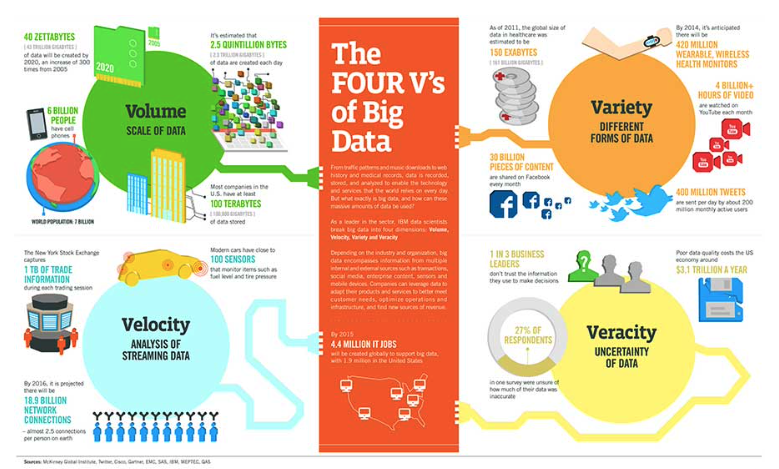 40 ZETTABYTES
[ 43 TRILLION GIGABYTES ]
of data will be created by
2020, an increase of 300
times from 2005
2005
2020
It's estimated that
2.5 QUINTILLION BYTES
[ 2.3 TRILLION GIGABYTES ]
of data are created each day
Volume
SCALE OF DATA
6 BILLION
PEOPLE
have cell
phones
WORLD POPULATION: 7 BILLION
Most companies in the
U.S. have at least
100 TERABYTES
[ 100,000 GIGABYTES ]
of data stored
The New York Stock Exchange
captures
1 TB OF TRADE
INFORMATION
during each trading session
Modern cars have close to
100 SENSORS
that monitor items such as
fuel level and tire pressure
Velocity
ANALYSIS OF
STREAMING DATA
By 2016, it is projected
there will be
18.9 BILLION
NETWORK
CONNECTIONS
– almost 2.5 connections
per person on earth
The
FOUR V's
of Big
Data
From traffic patterns and music downloads to web
history and medical records, data is recorded,
stored, and analyzed to enable the technology
and services that the world relies on every day.
But what exactly is big data, and how can these
massive amounts of data be used?
As a leader in the sector, IBM data scientists
break big data into four dimensions: Volume,
Velocity, Variety and Veracity
Depending on the industry and organization, big
data encompasses information from multiple
internal and external sources such as transactions,
social media, enterprise content, sensors and
mobile devices. Companies can leverage data to
adapt their products and services to better meet
customer needs, optimize operations and
infrastructure, and find new sources of revenue.
By 2015
4.4 MILLION IT JOBS
will be created globally to support big data,
with 1.9 million in the United States
As of 2011, the global size of
data in healthcare was
estimated to be
150 EXABYTES
[ 161 BILLION GIGABYTES ]
By 2014, it's anticipated
there will be
420 MILLION
WEARABLE, WIRELESS
HEALTH MONITORS
Variety
DIFFERENT
FORMS OF DATA
4 BILLION+
HOURS OF VIDEO
are watched on
YouTube each month
You
Tube
You
Tube
You
Tube
You
Tube
30 BILLION
PIECES OF CONTENT
are shared on Facebook
every month
400 MILLION TWEETS
are sent per day by about 200
million monthly active users
1 IN 3 BUSINESS
LEADERS
don't trust the information
they use to make decisions
Poor data quality costs the US
economy around
$3.1 TRILLION A YEAR
27% OF
RESPONDENTS
in one survey were unsure of
how much of their data was
inaccurate
Veracity
UNCERTAINTY
OF DATA
Sources: McKinsey Global Institute, Twitter, Cisco, Gartner, EMC, SAS, IBM, MEPTEC, QAS